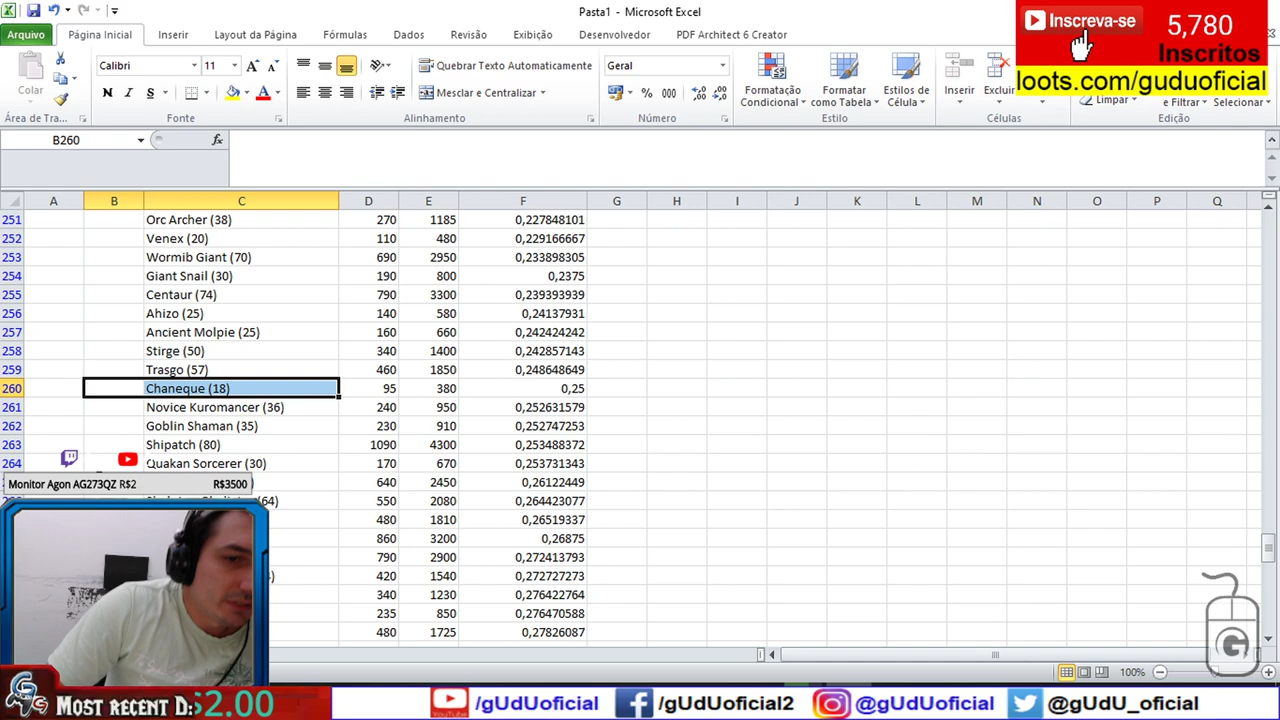 Pasta1 - Microsoft Excel
Arquivo Página Inicial Inserir Layout da Página Fórmulas Dados Revisão Exibição Desenvolvedor PDF Architect 6 Creator
Inscreva-se 5,780
Inscritos
loots.com/guduoficial
Colar
Calibri 11
Quebrar Texto Automaticamente
Geral
N I S
Mesclar e Centralizar
% 000
Formatação Condicional
Formatar como Tabela
Estilos de Célula
Inserir Excluir
Limpar
e Filtrar Selecionar
Área de Tra... Fonte Alinhamento Número Estilo Células Edição
B260 fx
A B C D E F G H I J K L M N O P Q
251 Orc Archer (38) 270 1185 0,227848101
252 Venex (20) 110 480 0,229166667
253 Wormib Giant (70) 690 2950 0,233898305
254 Giant Snail (30) 190 800 0,2375
255 Centaur (74) 790 3300 0,239393939
256 Ahizo (25) 140 580 0,24137931
257 Ancient Molpie (25) 160 660 0,242424242
258 Stirge (50) 340 1400 0,242857143
259 Trasgo (57) 460 1850 0,248648649
260 Chaneque (18) 95 380 0,25
261 Novice Kuromancer (36) 240 950 0,252631579
262 Goblin Shaman (35) 230 910 0,252747253
263 Shipatch (80) 1090 4300 0,253488372
264 Quakan Sorcerer (30) 170 670 0,253731343
640 2450 0,26122449
Monitor Agon AG273QZ R$2 R$3500
550 2080 0,264423077
480 1810 0,26519337
860 3200 0,26875
790 2900 0,272413793
420 1540 0,272727273
340 1230 0,276422764
235 850 0,276470588
480 1725 0,27826087
100%
G
Most recent D: $2.00
/gUdUoficial /gUdUoficial2 @gUdUoficial @gUdU_oficial